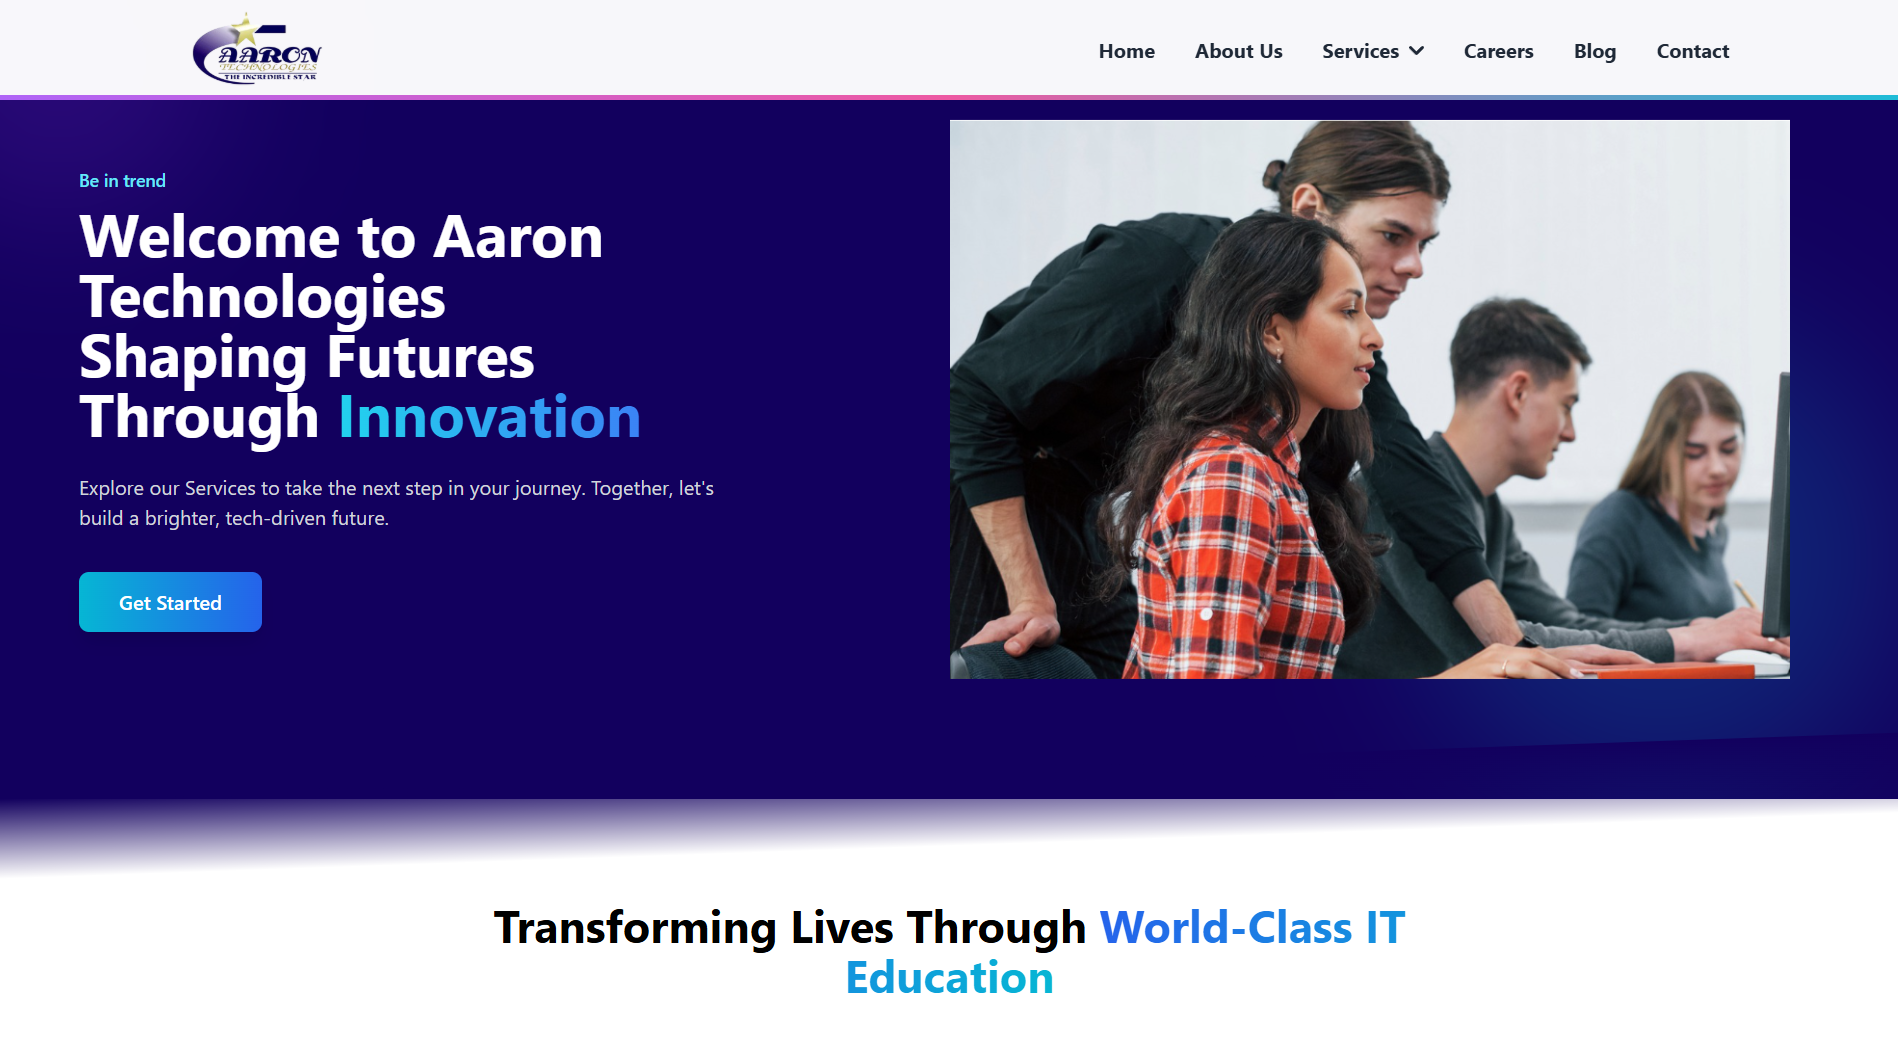 AARON
TECHNOLOGIES
THE INCREDIBLE STAR
Home
About Us
Services
Careers
Blog
Contact
Be in trend
Welcome to Aaron
Technologies
Shaping Futures
Through Innovation
Explore our Services to take the next step in your journey. Together, let's
build a brighter, tech-driven future.
Get Started
Transforming Lives Through World-Class IT
Education